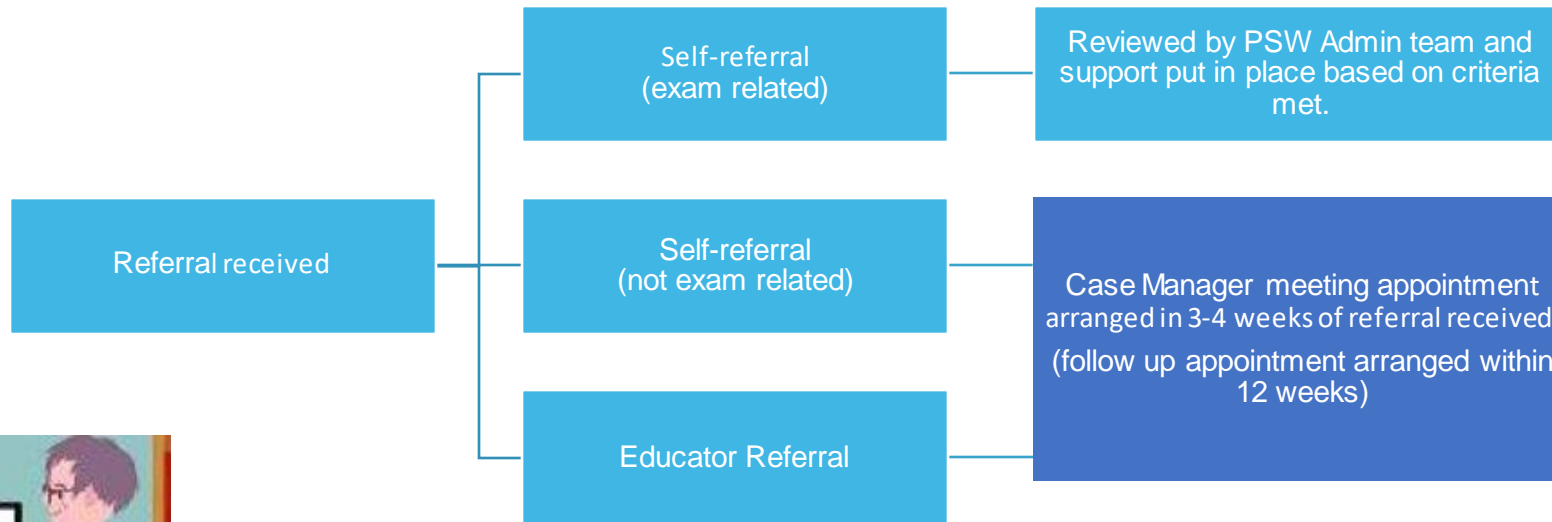 Self-referral
(exam related)
Reviewed by PSW Admin team and
support put in place based on criteria
met.
Referral received
Self-referral
(not exam related)
Case Manager meeting appointment
arranged in 3-4 weeks of referral received
(follow up appointment arranged within
12 weeks)
Educator Referral